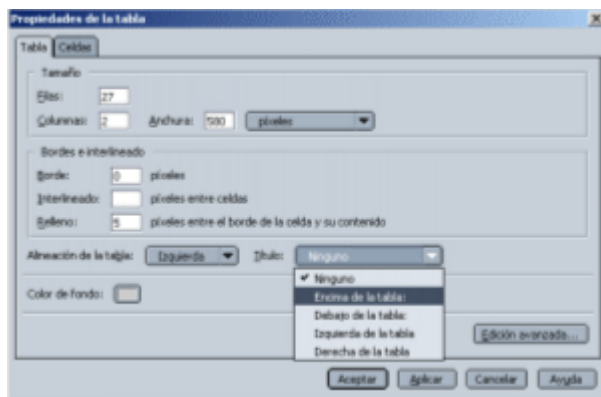 Propiedades de la tabla
Tabla Celdas
Tamaño
Filas: 27
Columnas: 2 Anchura: 580 píxeles
Bordes e interlineado
Borde: 0 píxeles
Interlineado: píxeles entre celdas
Relleno: 5 píxeles entre el borde de la celda y su contenido
Alineación de la tabla: Izquierda Título: Ninguno
✔ Ninguno
Encima de la tabla:
Color de fondo:
Debajo de la tabla:
Izquierda de la tabla
Derecha de la tabla
Edición avanzada...
Aceptar Aplicar Cancelar Ayuda